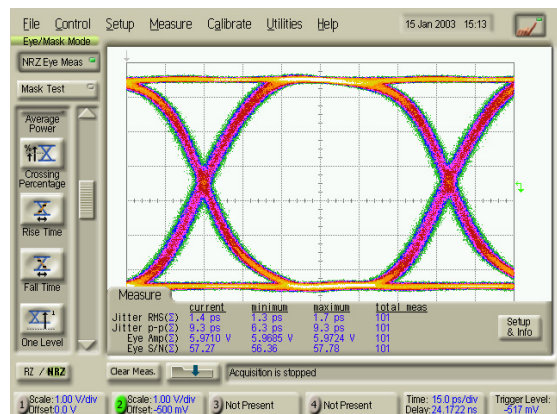 File Control Setup Measure Calibrate Utilities Help 15 Jan 2003 15:13
Eye/Mask Mode
NRZ Eye Meas
Mask Test
Average
Power
Crossing
Percentage
Rise Time
Fall Time
One Level
Measure
current minimum maximum total meas
Jitter RMS(Σ) 1.4 ps 1.3 ps 1.7 ps 101
Jitter p-p(Σ) 9.3 ps 6.3 ps 9.3 ps 101
Eye Amp(Σ) 5.9710 V 5.9685 V 5.9724 V 101
Eye S/N(Σ) 57.27 56.36 57.78 101
Setup
& Info
RZ / NRZ
Clear Meas.
Acquisition is stopped
1 Scale: 1.00 V/div
Offset: 0.0 V
2 Scale: 1.00 V/div
Offset: -500 mV
3 Not Present
4 Not Present
Time: 15.0 ps/div
Delay: 24.1722 ns
Trigger Level:
-517 mV